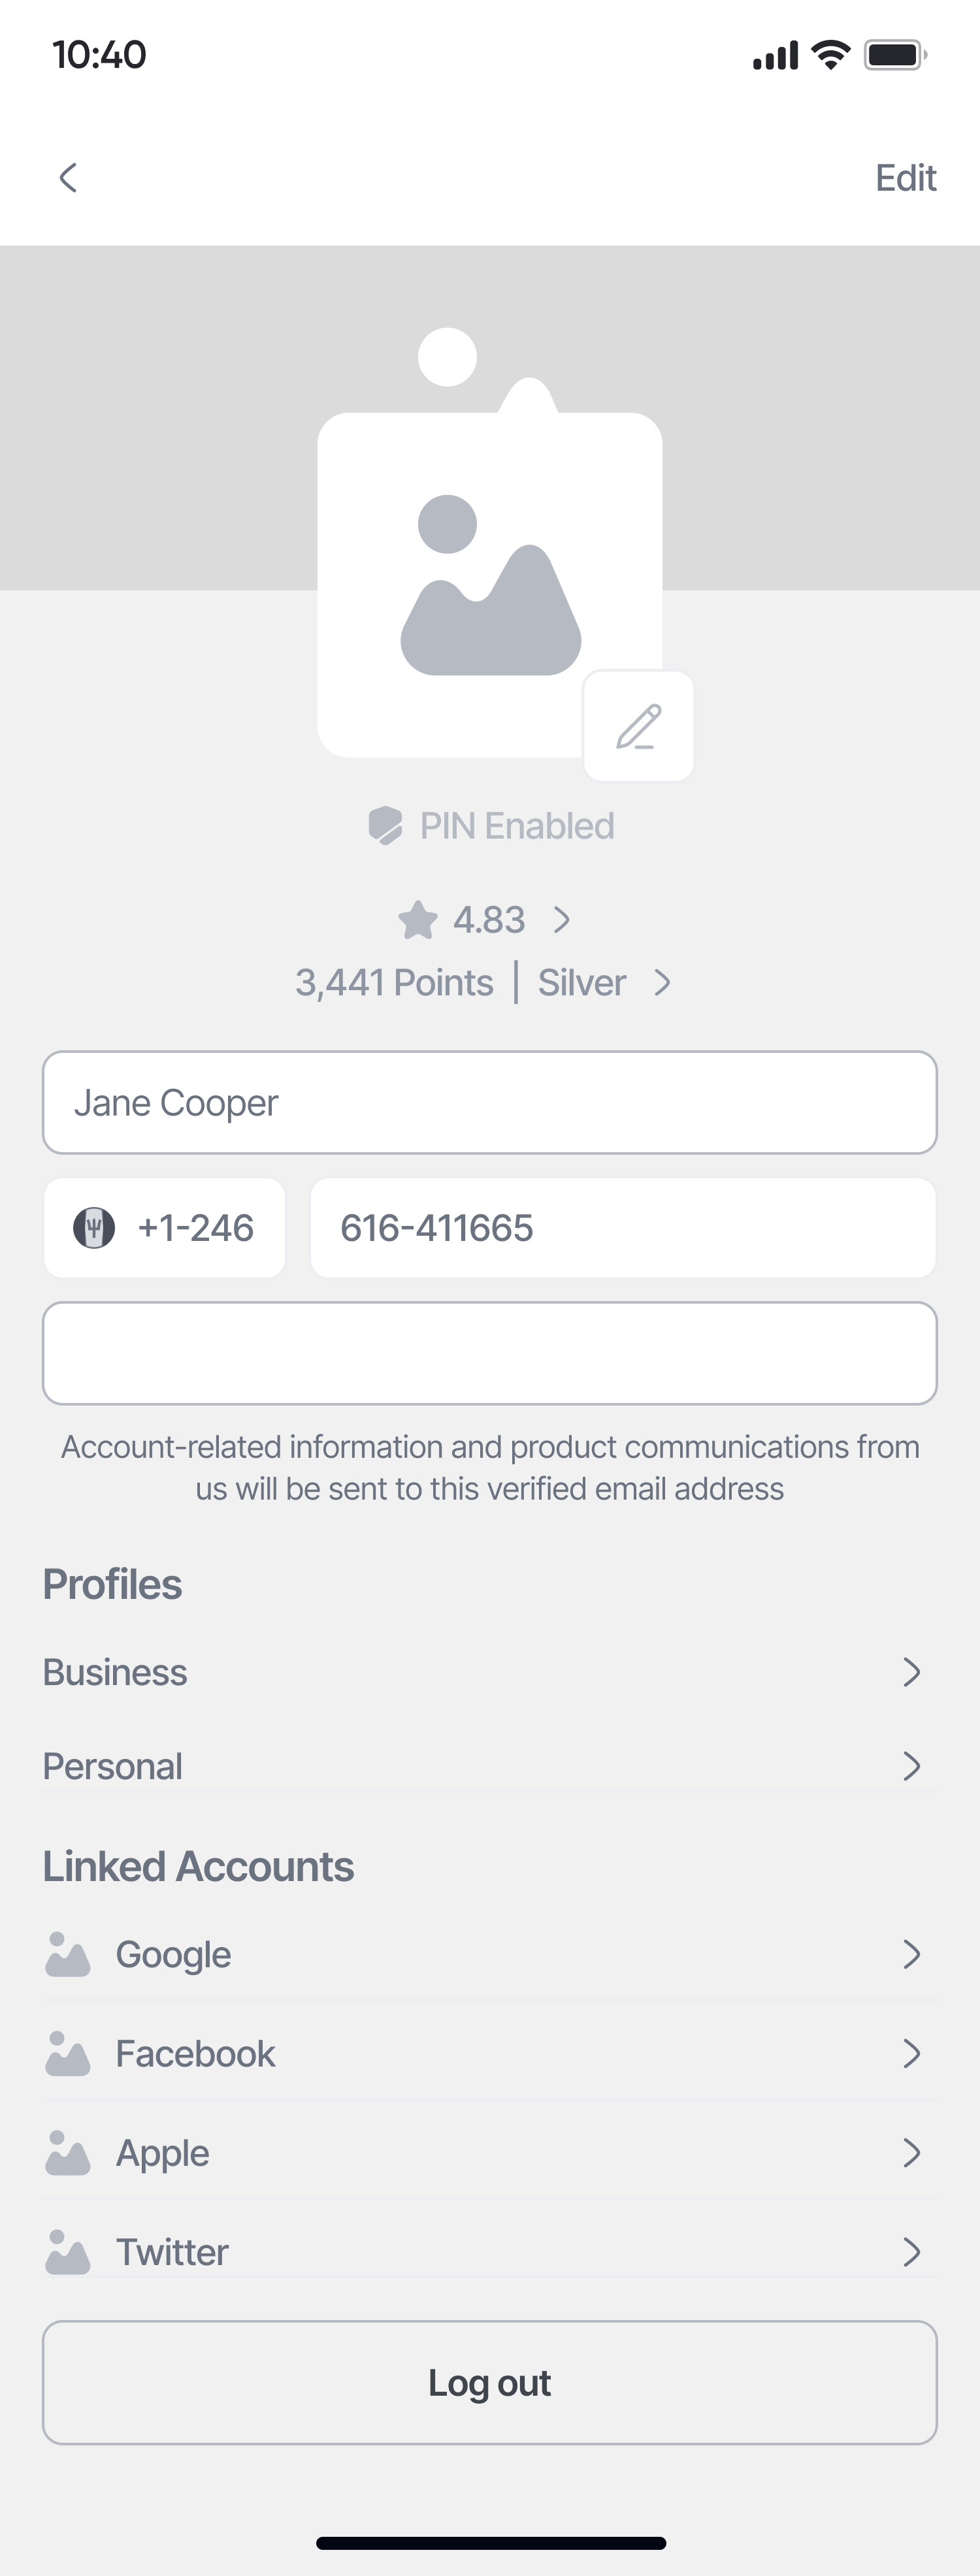 10:40
Edit
PIN Enabled
4.83
3,441 Points | Silver
Jane Cooper
+1-246 616-411665
Account-related information and product communications from
us will be sent to this verified email address
Profiles
Business
Personal
Linked Accounts
Google
Facebook
Apple
Twitter
Log out